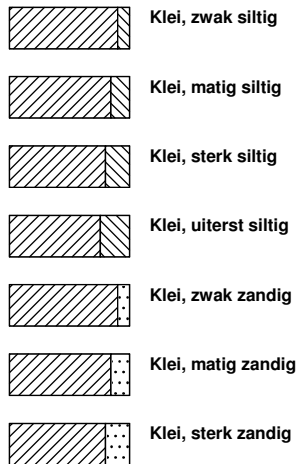 Klei, zwak siltig
Klei, matig siltig
Klei, sterk siltig
Klei, uiterst siltig
Klei, zwak zandig
Klei, matig zandig
Klei, sterk zandig